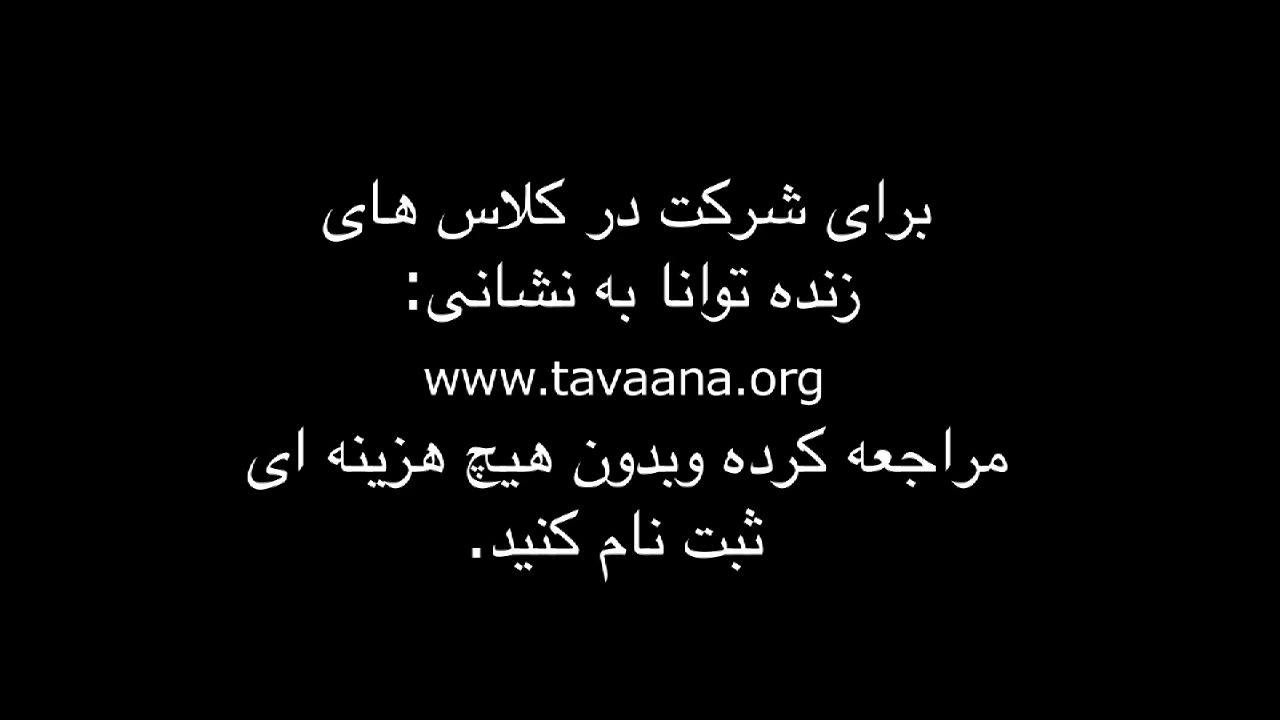 برای شرکت در کلاس های
زنده توانا به نشانی:
www.tavaana.org
مراجعه کرده وبدون هیچ هزینه ای
ثبت نام کنید.